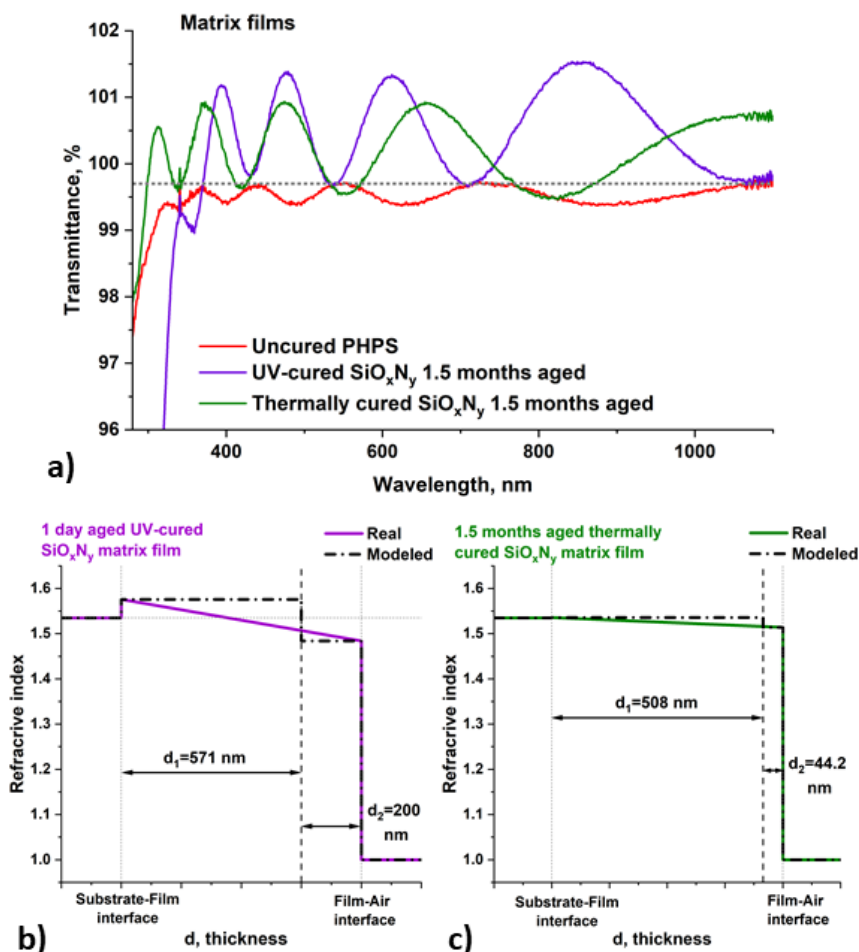 Matrix films
102
101
100
99
98
97
96
Transmittance, %
Uncured PHPS
UV-cured SiOxNy 1.5 months aged
Thermally cured SiOxNy 1.5 months aged
400
600
800
1000
Wavelength, nm
a)
1 day aged UV-cured
SiOxNy matrix film
Real
Modeled
1.6
1.5
1.4
1.3
1.2
1.1
1.0
Refracrive index
d1=571 nm
d2=200
nm
Substrate-Film
interface
Film-Air
interface
d, thickness
b)
1.5 months aged thermally
cured SiOxNy matrix film
Real
Modeled
1.6
1.5
1.4
1.3
1.2
1.1
1.0
Refracrive index
d1=508 nm
d2=44.2
nm
Substrate-Film
interface
Film-Air
interface
d, thickness
c)